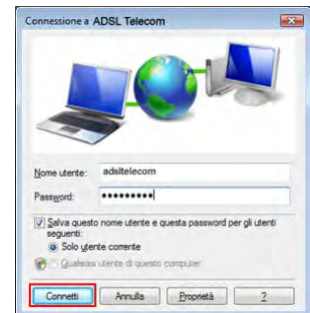 Connessione a ADSL Telecom
Nome utente: adsltelecom
Password: •••••••••
Salva questo nome utente e questa password per gli utenti
seguenti:
Solo utente corrente
Qualsiasi utente di questo computer
Connetti Annulla Proprietà ?